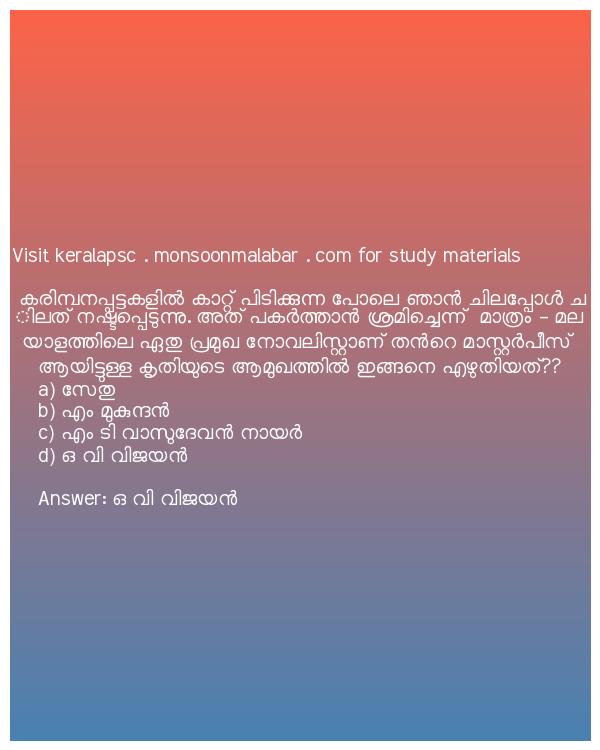 Visit keralapsc . monsoonmalabar . com for study materials
കരിമ്പനപ്പട്ടകളിൽ കാറ്റ് പിടിക്കുന്ന പോലെ ഞാൻ ചിലപ്പോൾ ച
ിലത് നഷ്ടപ്പെടുന്നു. അത് പകർത്താൻ ശ്രമിച്ചെന്ന് മാത്രം – മല
യാളത്തിലെ ഏതു പ്രമുഖ നോവലിസ്റ്റാണ് തൻറെ മാസ്റ്റർപീസ്
ആയിട്ടുള്ള കൃതിയുടെ ആമുഖത്തിൽ ഇങ്ങനെ എഴുതിയത്??
a) സേതു
b) എം മുകുന്ദൻ
c) എം ടി വാസുദേവൻ നായർ
d) ഒ വി വിജയൻ
Answer: ഒ വി വിജയൻ